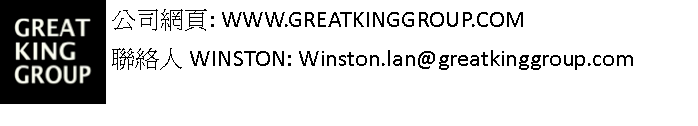 GREAT
KING
GROUP
公司網頁: WWW.GREATKINGGROUP.COM
聯絡人 WINSTON: Winston.lan@greatkinggroup.com